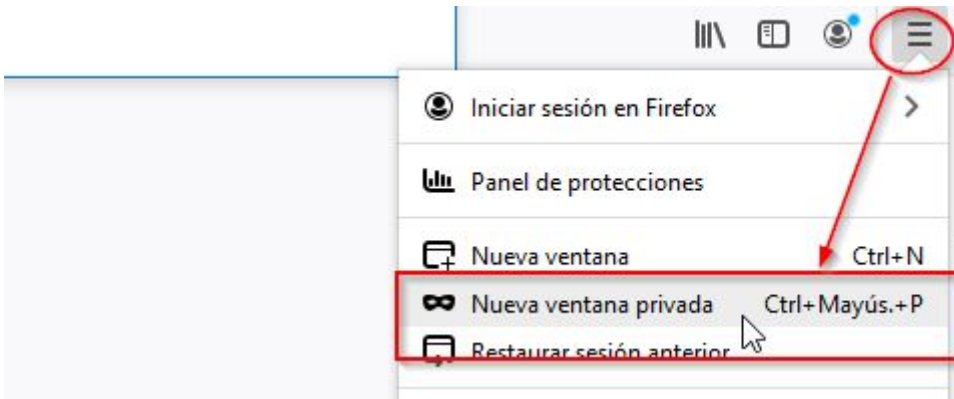 Iniciar sesión en Firefox
Panel de protecciones
Nueva ventana Ctrl+N
Nueva ventana privada Ctrl+Mayús.+P
Restaurar sesión anterior